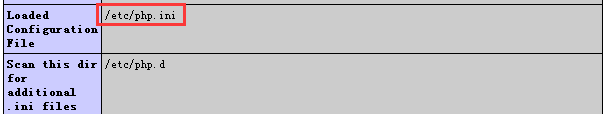 Loaded /etc/php.ini
Configuration
File
Scan this dir /etc/php.d
for
additional
.ini files